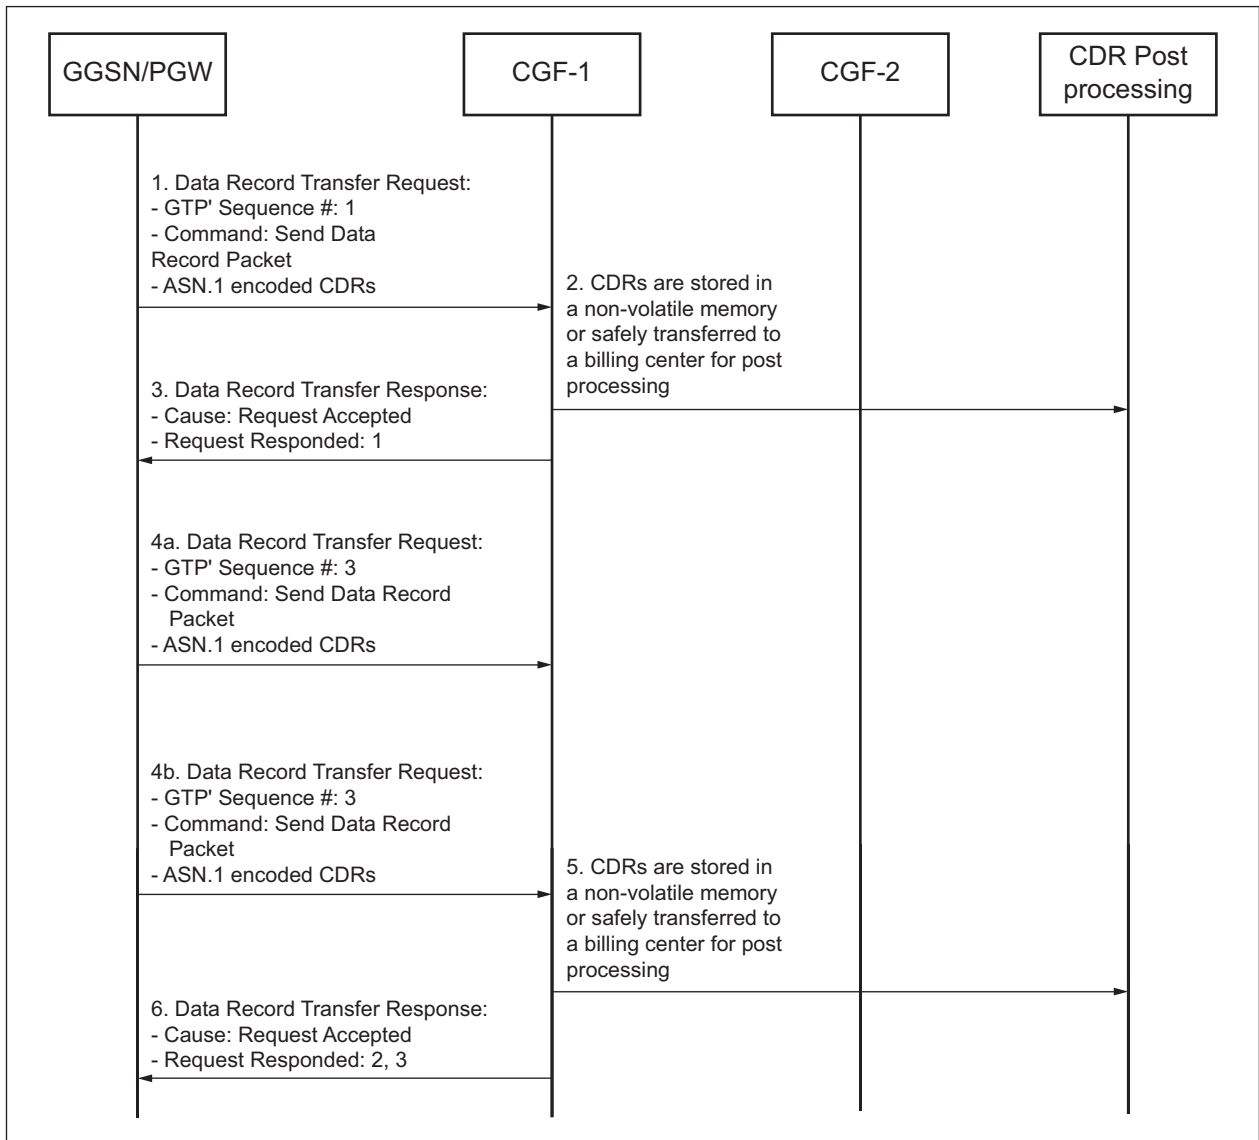 GGSN/PGW
CGF-1
CGF-2
CDR Post
processing
1. Data Record Transfer Request:
- GTP' Sequence #: 1
- Command: Send Data
Record Packet
- ASN.1 encoded CDRs
2. CDRs are stored in
a non-volatile memory
or safely transferred to
a billing center for post
processing
3. Data Record Transfer Response:
- Cause: Request Accepted
- Request Responded: 1
4a. Data Record Transfer Request:
- GTP' Sequence #: 3
- Command: Send Data Record
Packet
- ASN.1 encoded CDRs
4b. Data Record Transfer Request:
- GTP' Sequence #: 3
- Command: Send Data Record
Packet
- ASN.1 encoded CDRs
5. CDRs are stored in
a non-volatile memory
or safely transferred to
a billing center for post
processing
6. Data Record Transfer Response:
- Cause: Request Accepted
- Request Responded: 2, 3